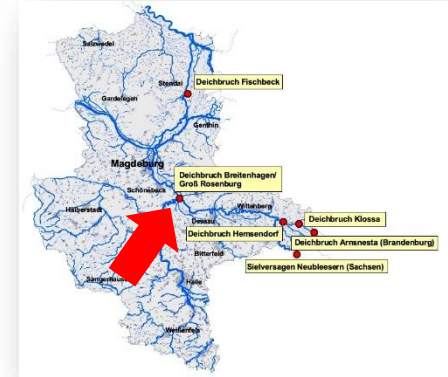 Salzwedel
Stendal
Deichbruch Fischbeck
Gardelegen
Genthin
Magdeburg
Deichbruch Breitenhagen/
Groß Rosenburg
Schönebeck
Halberstadt
Wittenberg
Dessau
Deichbruch Klossa
Deichbruch Hemsendorf
Deichbruch Arnsnesta (Brandenburg)
Bitterfeld
Sielversagen Neubleesern (Sachsen)
Sangerhausen
Halle
Weißenfels